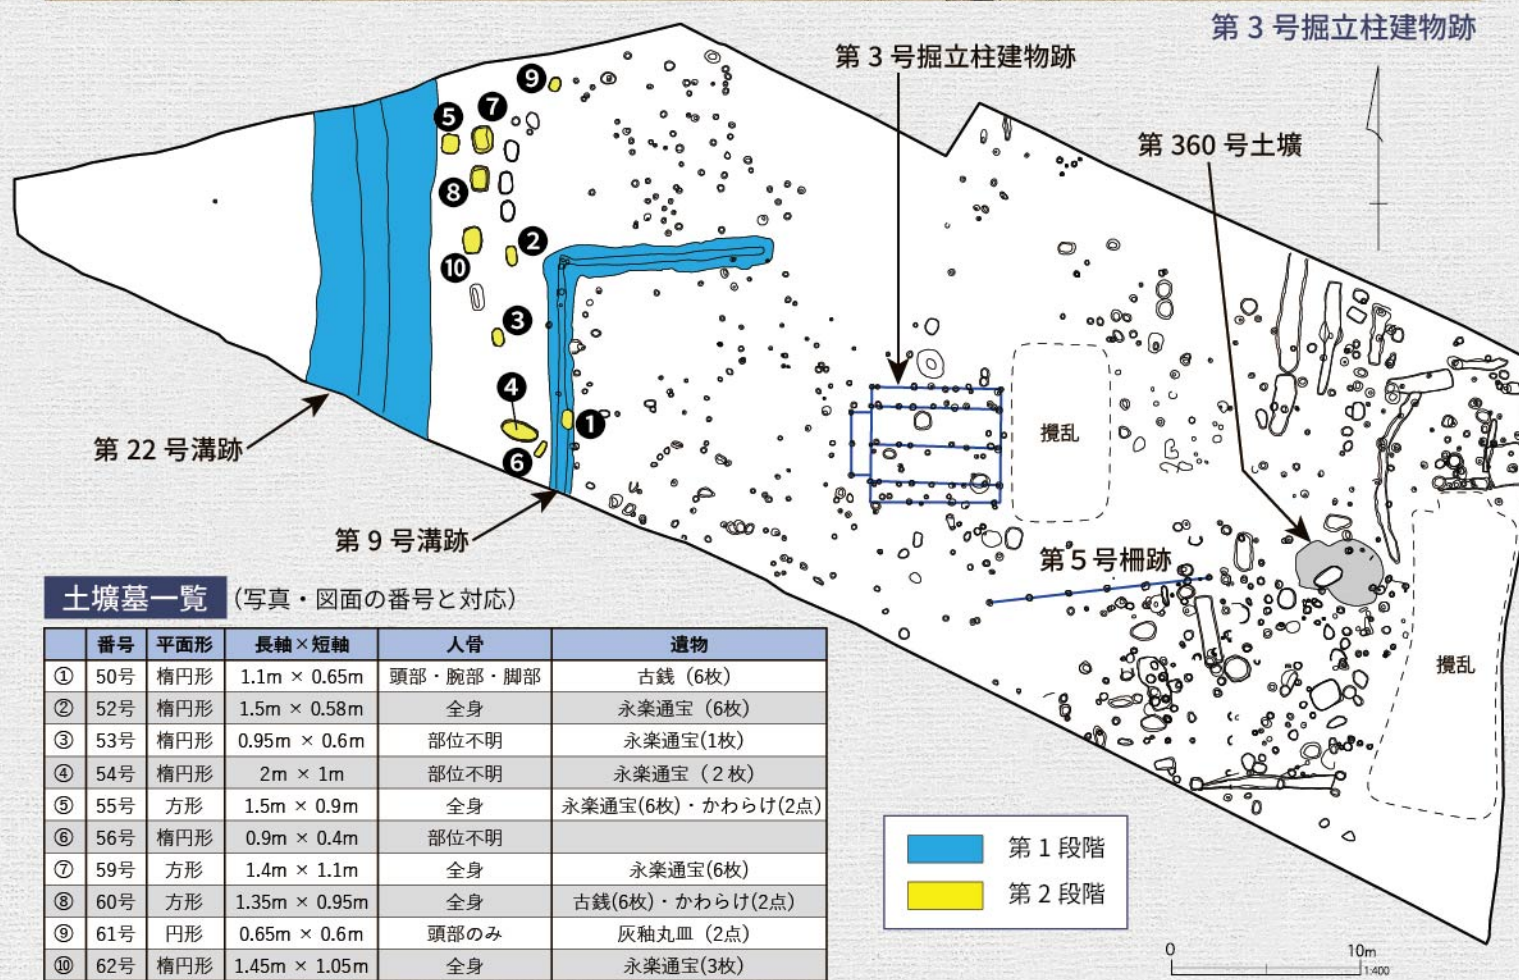 第3号掘立柱建物跡
第3号掘立柱建物跡
第360号土壙
❾
❼
❺
❽
❷
❿
❸
❹
❶
❻
攪乱
第22号溝跡
第9号溝跡
第5号柵跡
攪乱
土壙墓一覧 (写真・図面の番号と対応)
番号 平面形 長軸×短軸 人骨 遺物
① 50号 楕円形 1.1m × 0.65m 頭部・腕部・脚部 古銭(6枚)
② 52号 楕円形 1.5m × 0.58m 全身 永楽通宝(6枚)
③ 53号 楕円形 0.95m × 0.6m 部位不明 永楽通宝(1枚)
④ 54号 楕円形 2m × 1m 部位不明 永楽通宝(2枚)
⑤ 55号 方形 1.5m × 0.9m 全身 永楽通宝(6枚)・かわらけ(2点)
⑥ 56号 楕円形 0.9m × 0.4m 部位不明
⑦ 59号 方形 1.4m × 1.1m 全身 永楽通宝(6枚)
⑧ 60号 方形 1.35m × 0.95m 全身 古銭(6枚)・かわらけ(2点)
⑨ 61号 円形 0.65m × 0.6m 頭部のみ 灰釉丸皿(2点)
⑩ 62号 楕円形 1.45m × 1.05m 全身 永楽通宝(3枚)
第1段階
第2段階
0 10m
1:400